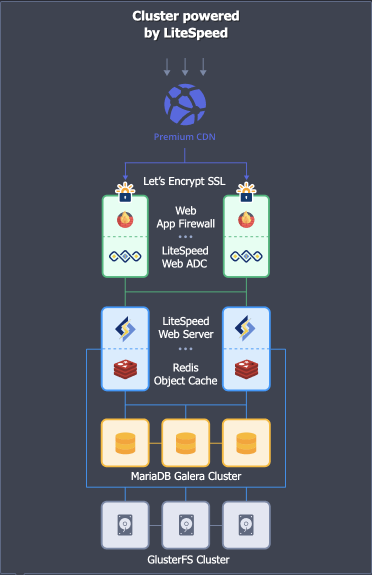 Cluster powered
by LiteSpeed
Premium CDN
Let's Encrypt SSL
Web
App Firewall
LiteSpeed
Web ADC
LiteSpeed
Web Server
Redis
Object Cache
MariaDB Galera Cluster
GlusterFS Cluster